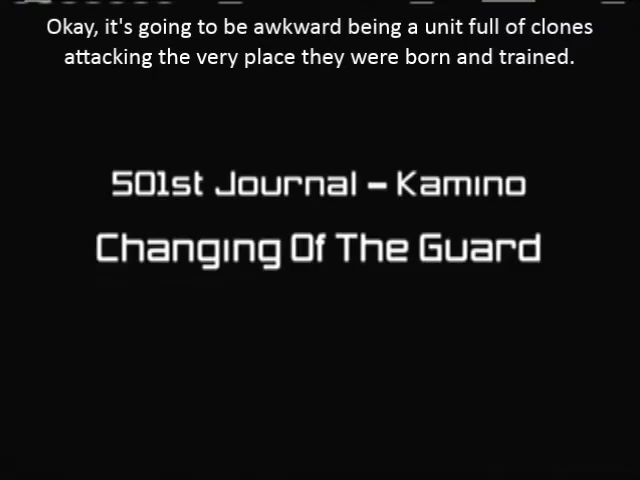 Okay, it's going to be awkward being a unit full of clones
attacking the very place they were born and trained.
501st Journal – Kamino
Changing Of The Guard